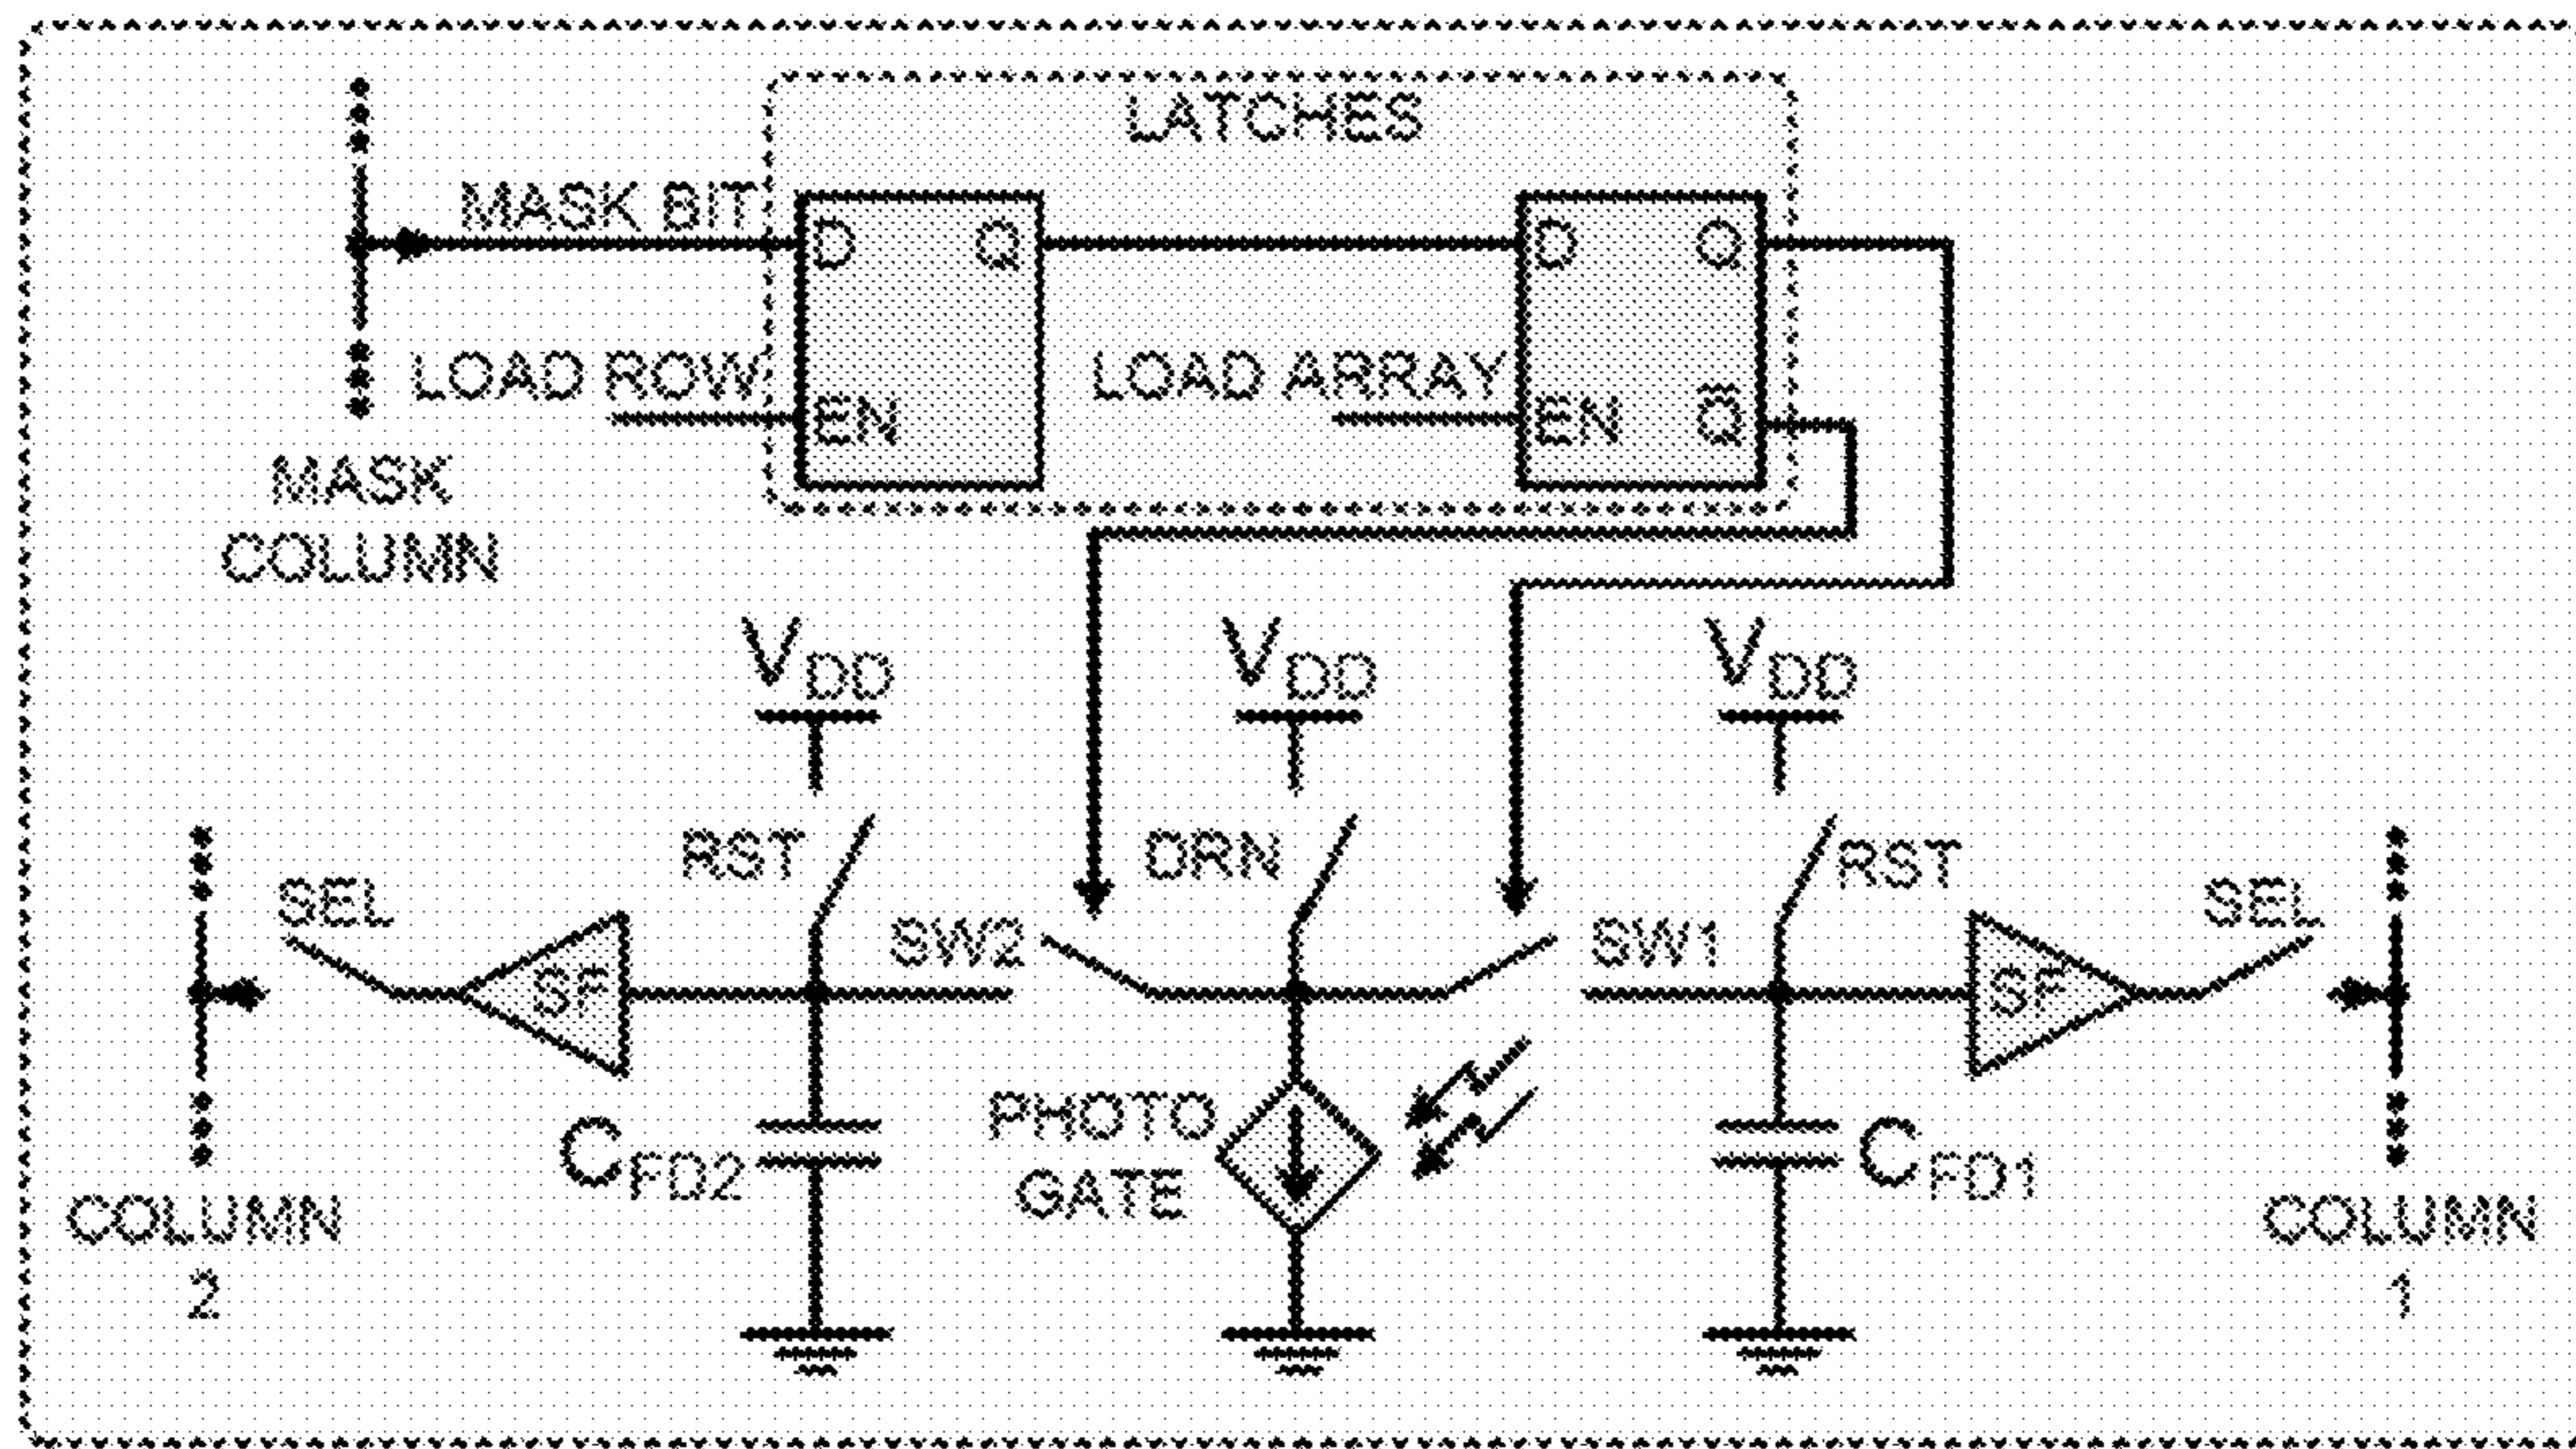 LATCHES
MASK BIT
D Q
D Q
LOAD ROW
LOAD ARRAY
EN
EN Q̅
MASK
COLUMN
VDD
VDD
VDD
RST
DRN
RST
SEL
SEL
SW2
SW1
SF
SF
PHOTO
GATE
CFD2
CFD1
COLUMN
2
COLUMN
1